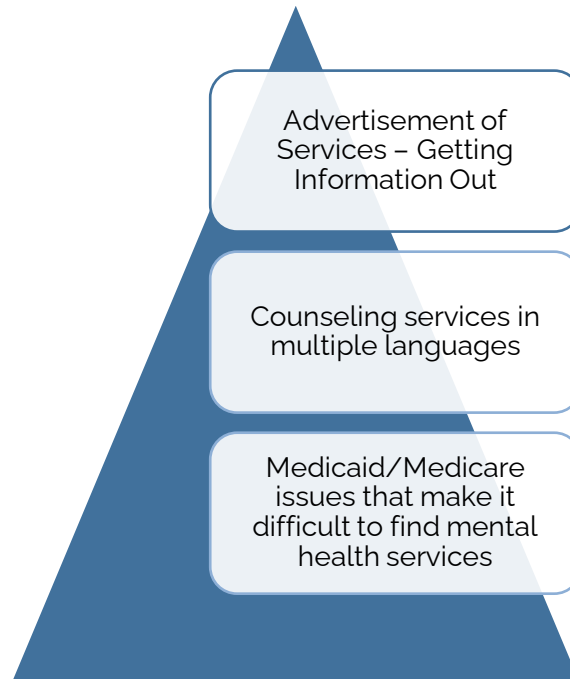 Advertisement of
Services – Getting
Information Out
Counseling services in
multiple languages
Medicaid/Medicare
issues that make it
difficult to find mental
health services